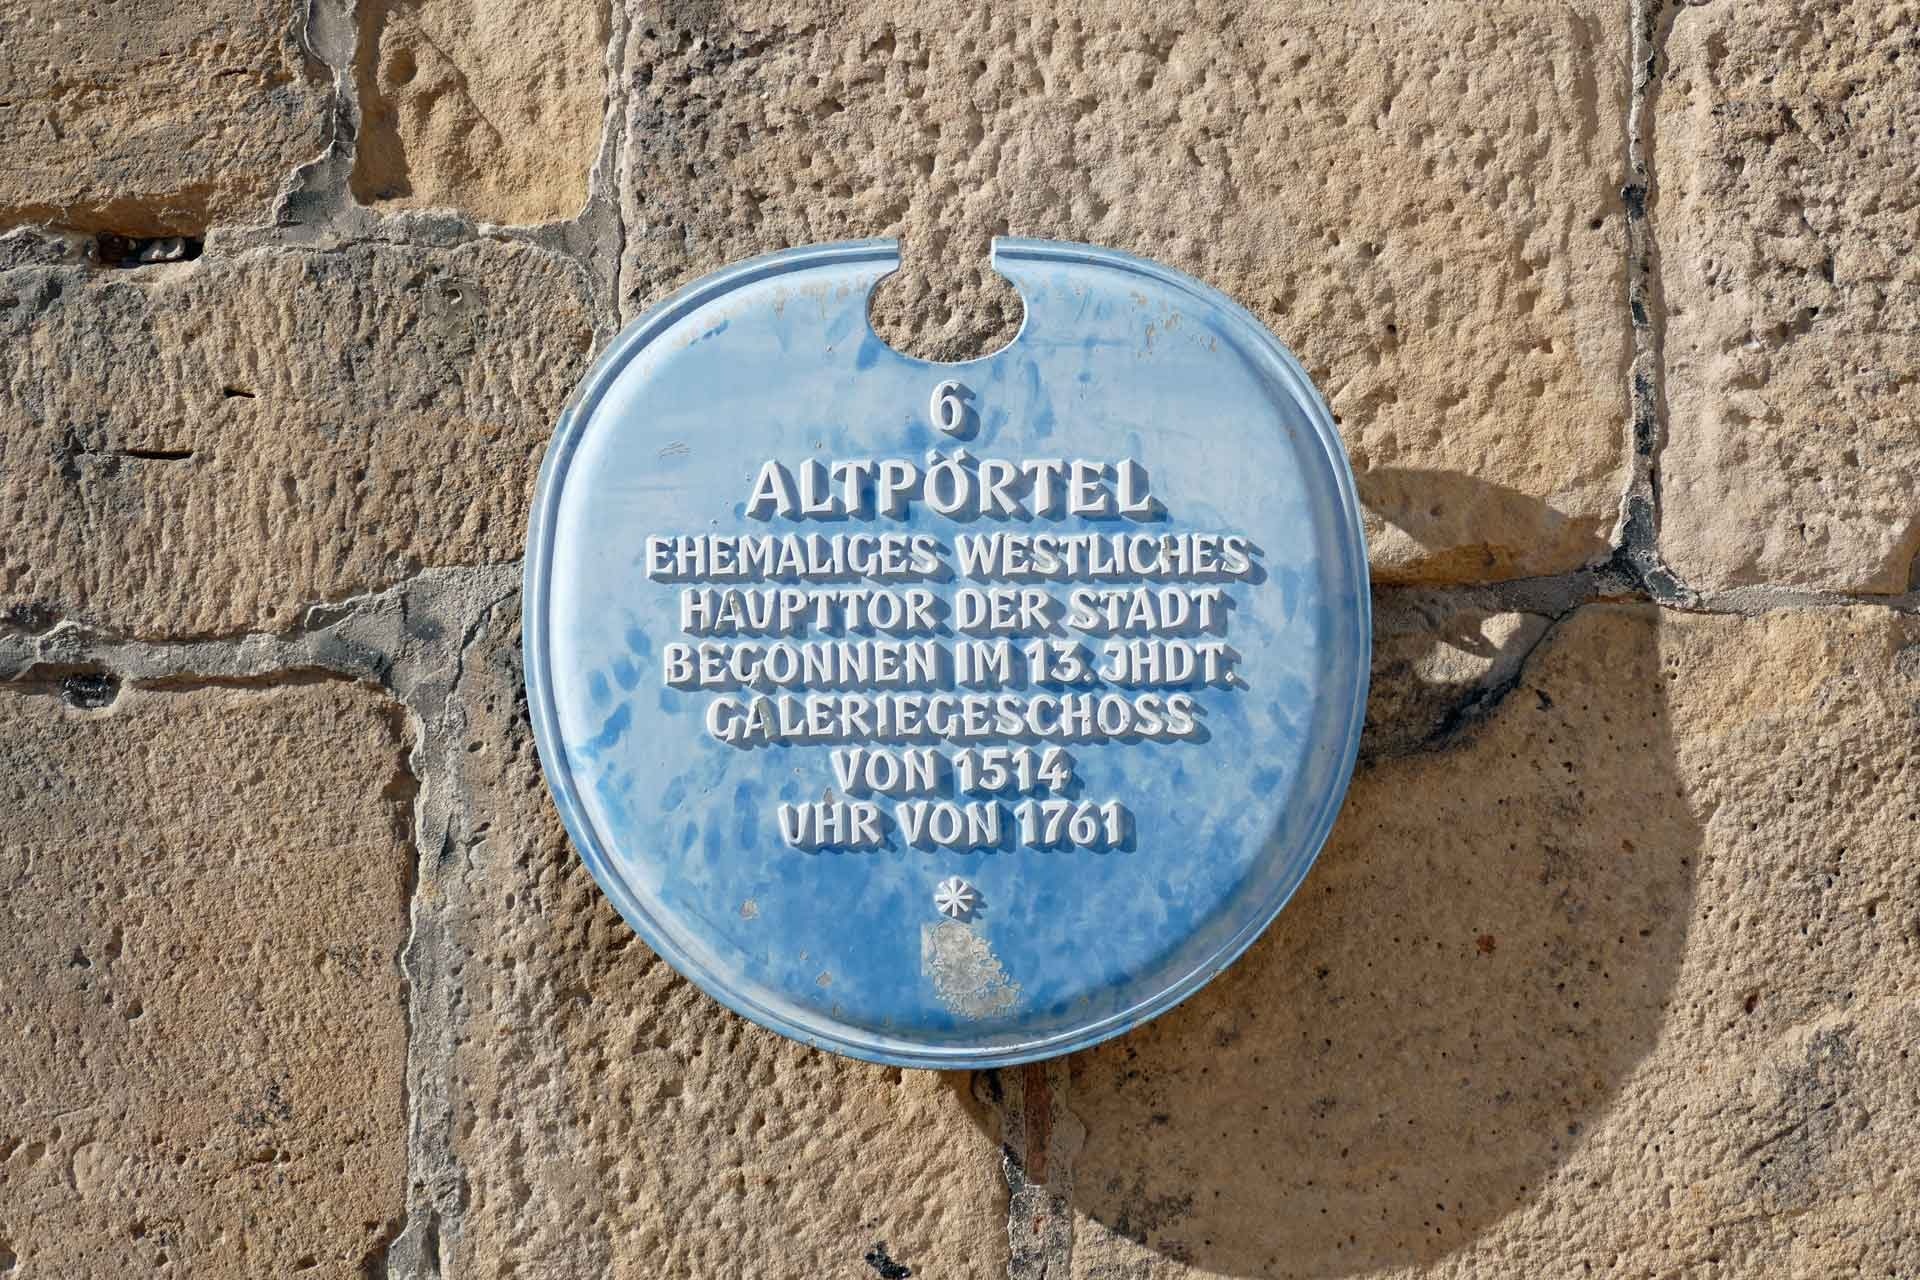 6
ALTPÖRTEL
EHEMALIGES WESTLICHES
HAUPTTOR DER STADT
BEGONNEN IM 13. JHDT.
GALERIEGESCHOSS
VON 1514
UHR VON 1761
*